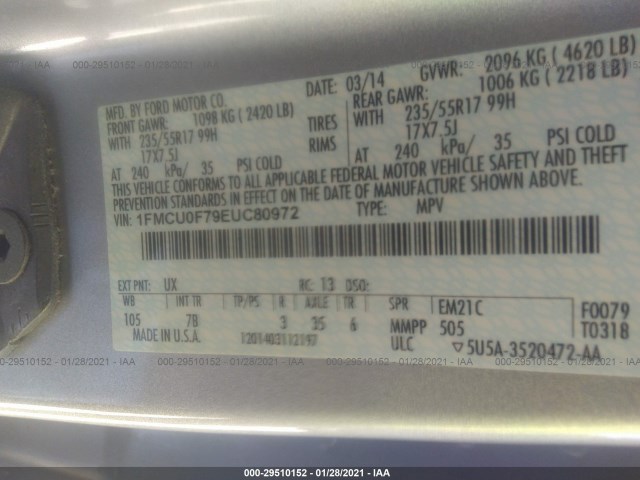 000-29510152 - 01/28/2021 - IAA
MFD. BY FORD MOTOR CO.
DATE: 03/14
GVWR: 2096 KG ( 4620 LB)
FRONT GAWR: 1098 KG ( 2420 LB)
REAR GAWR: 1006 KG ( 2218 LB)
WITH 235/55R17 99H TIRES WITH 235/55R17 99H
17X7.5J RIMS 17X7.5J
AT 240 kPa/ 35 PSI COLD AT 240 kPa/ 35 PSI COLD
THIS VEHICLE CONFORMS TO ALL APPLICABLE FEDERAL MOTOR VEHICLE SAFETY AND THEFT
PREVENTION STANDARDS IN EFFECT ON THE DATE OF MANUFACTURE SHOWN ABOVE.
VIN: 1FMCU0F79EUC80972 TYPE: MPV
EXT PNT: UX RC: 13 DSO:
WB INT TR TP/PS R AXLE TR SPR EM21C F0079
105 7B 3 35 6 MMPP 505 T0318
MADE IN U.S.A. ULC 5U5A-3520472-AA
000-29510152 - 01/28/2021 - IAA